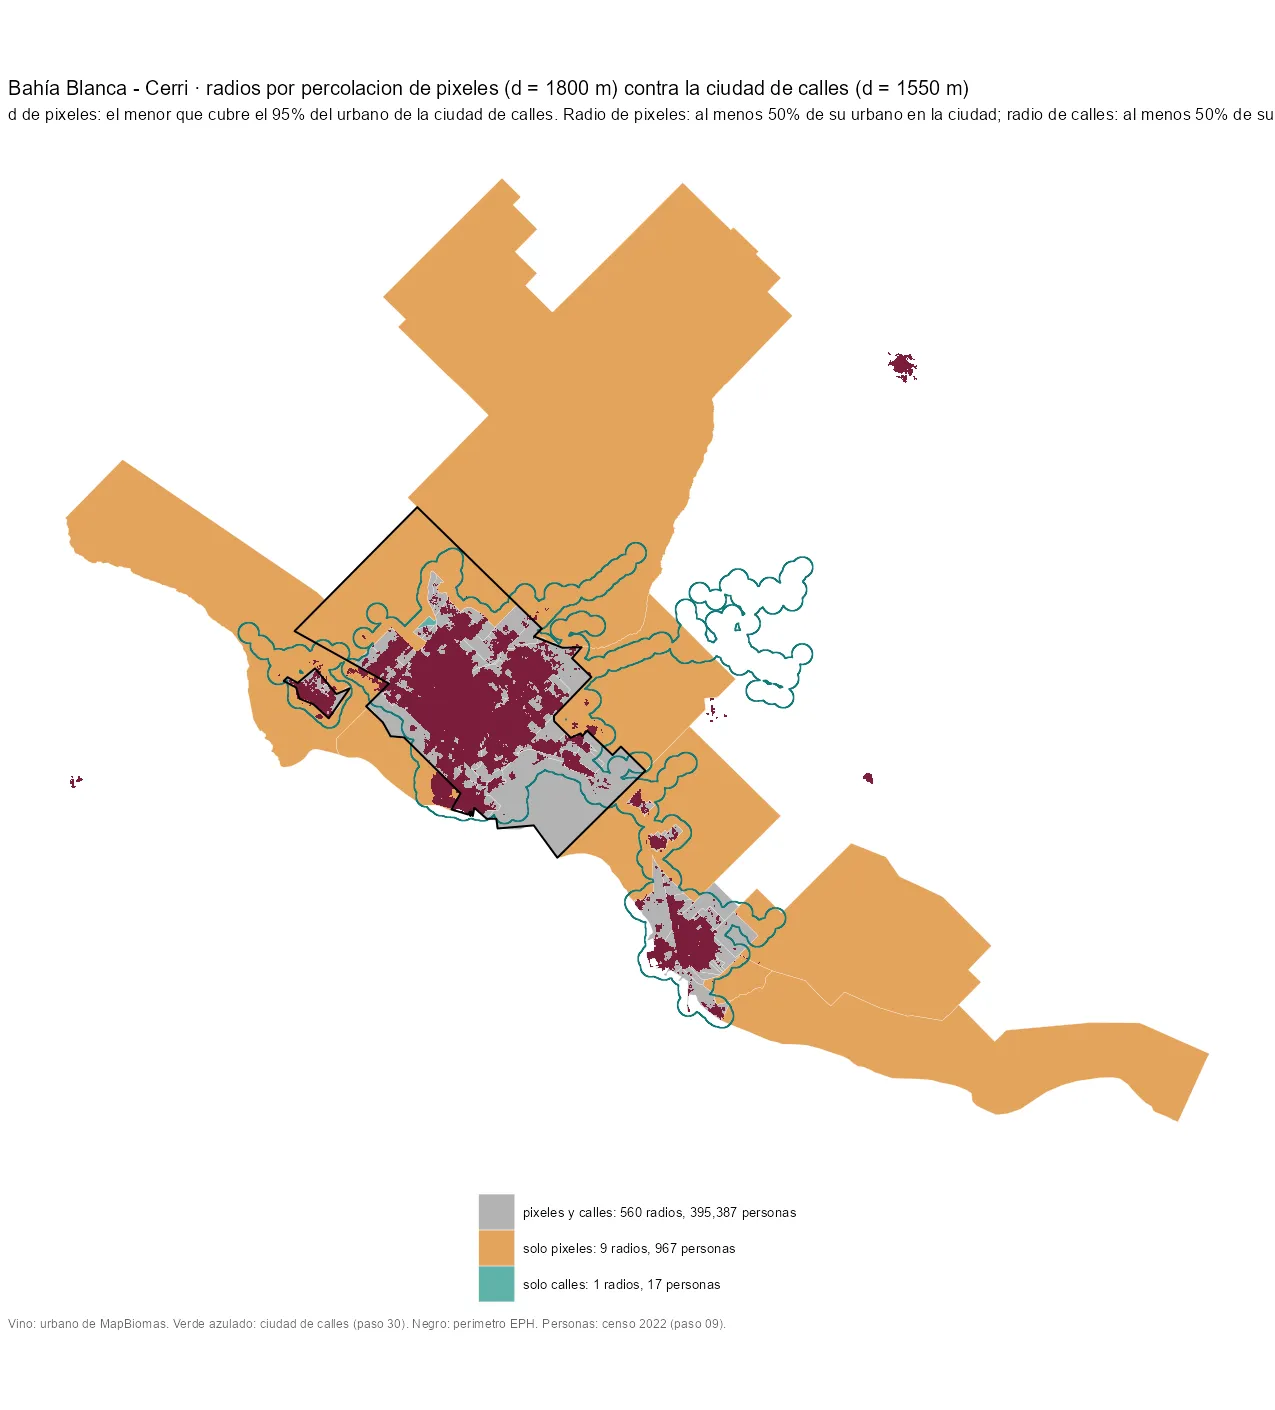 Bahía Blanca - Cerri · radios por percolacion de pixeles (d = 1800 m) contra la ciudad de calles (d = 1550 m)
d de pixeles: el menor que cubre el 95% del urbano de la ciudad de calles. Radio de pixeles: al menos 50% de su urbano en la ciudad; radio de calles: al menos 50% de su
pixeles y calles: 560 radios, 395,387 personas
solo pixeles: 9 radios, 967 personas
solo calles: 1 radios, 17 personas
Vino: urbano de MapBiomas. Verde azulado: ciudad de calles (paso 30). Negro: perimetro EPH. Personas: censo 2022 (paso 09).